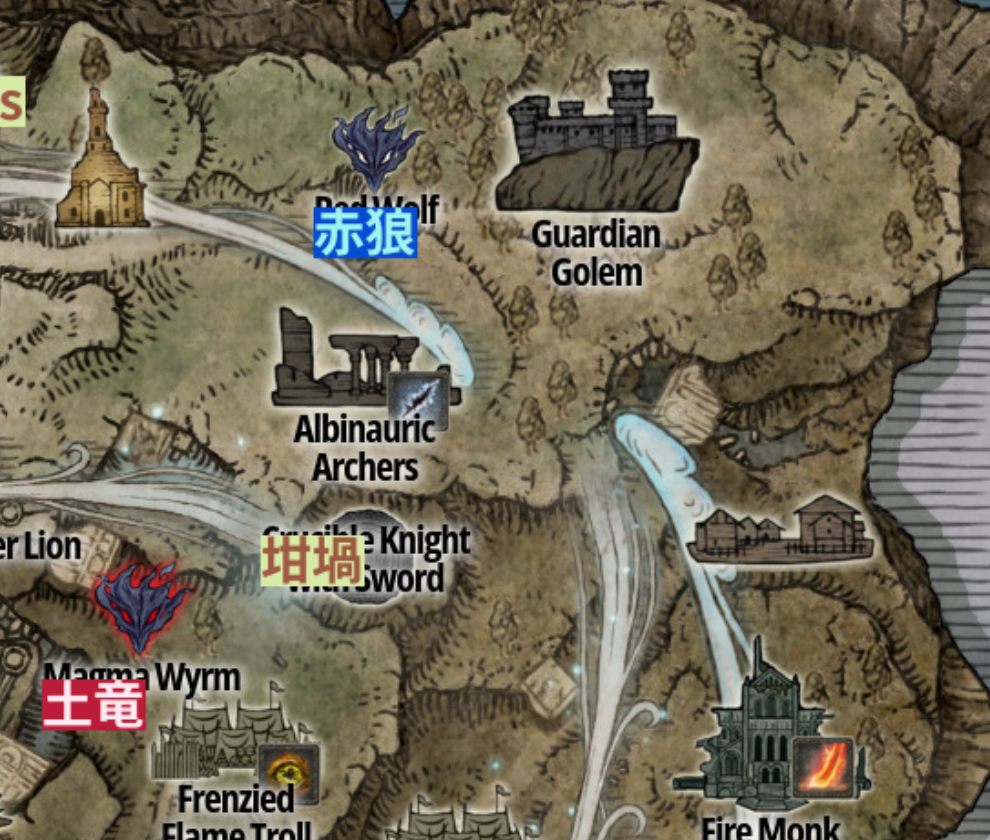 s
Red Wolf
赤狼
Guardian
Golem
Albinauric
Archers
er Lion
Crucible Knight
坩堝
with Sword
Magma Wyrm
土竜
Frenzied
Flame Troll
Fire Monk